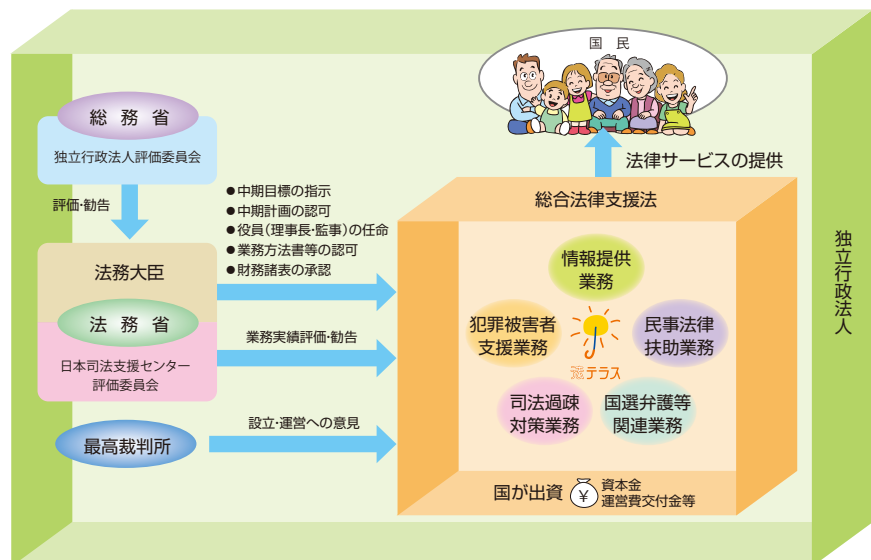 国 民
法律サービスの提供
総 務 省
独立行政法人評価委員会
評価・勧告
●中期目標の指示
●中期計画の認可
●役員(理事長・監事)の任命
●業務方法書等の認可
●財務諸表の承認
法務大臣
法 務 省
日本司法支援センター
評価委員会
業務実績評価・勧告
最高裁判所
設立・運営への意見
総合法律支援法
情報提供
業務
犯罪被害者
支援業務
民事法律
扶助業務
法テラス
司法過疎
対策業務
国選弁護等
関連業務
国が出資
¥
資本金
運営費交付金等
独立行政法人